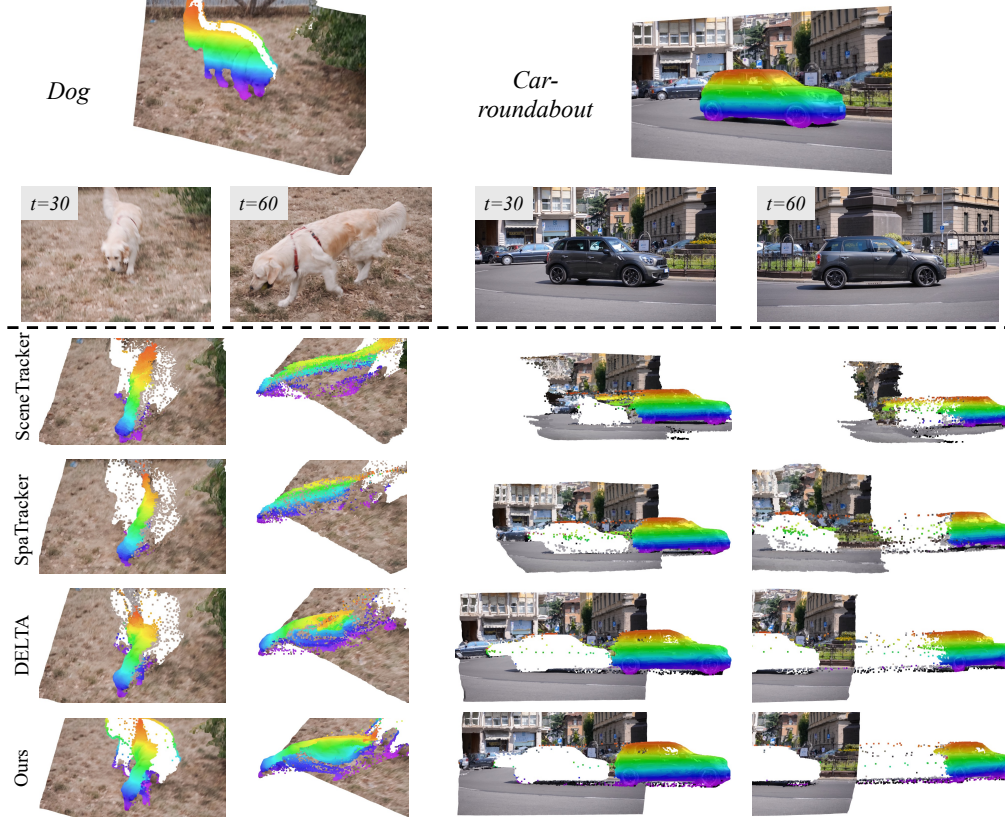 Dog
Car-
roundabout
t=30
t=60
t=30
t=60
SceneTracker
SpaTracker
DELTA
Ours